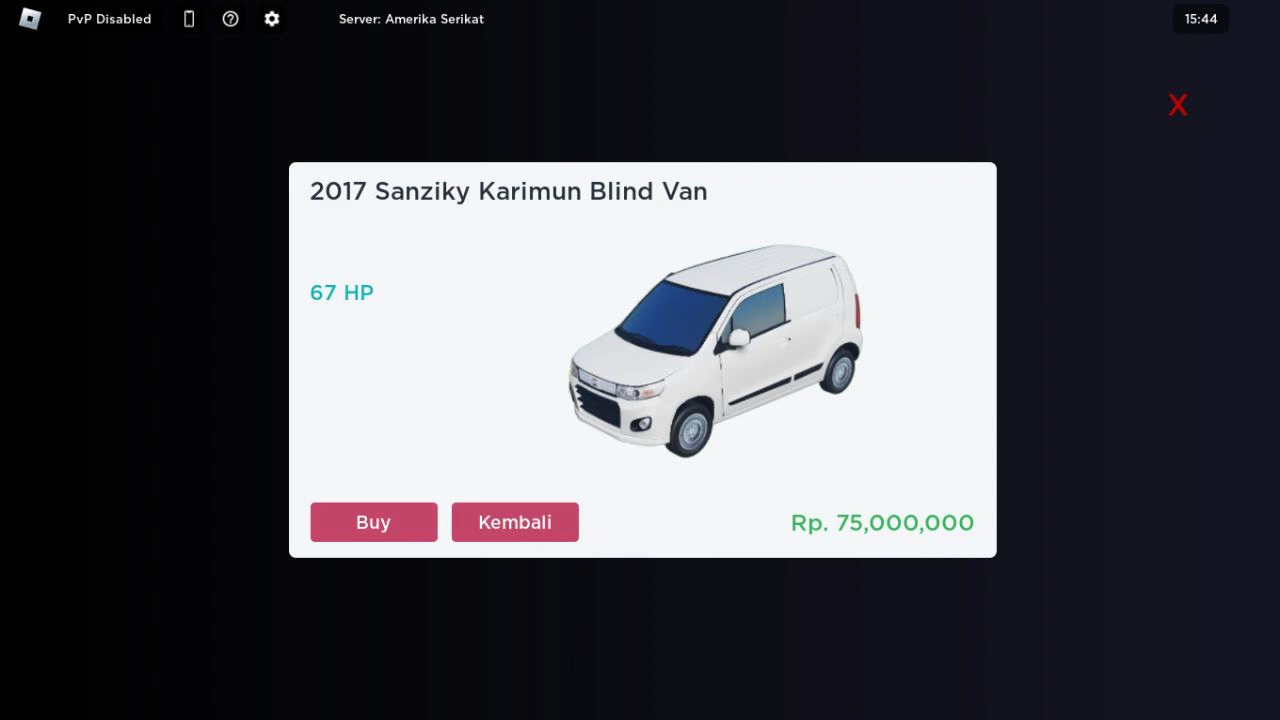 PvP Disabled
Server: Amerika Serikat
15:44
X
2017 Sanziky Karimun Blind Van
67 HP
Buy
Kembali
Rp. 75,000,000